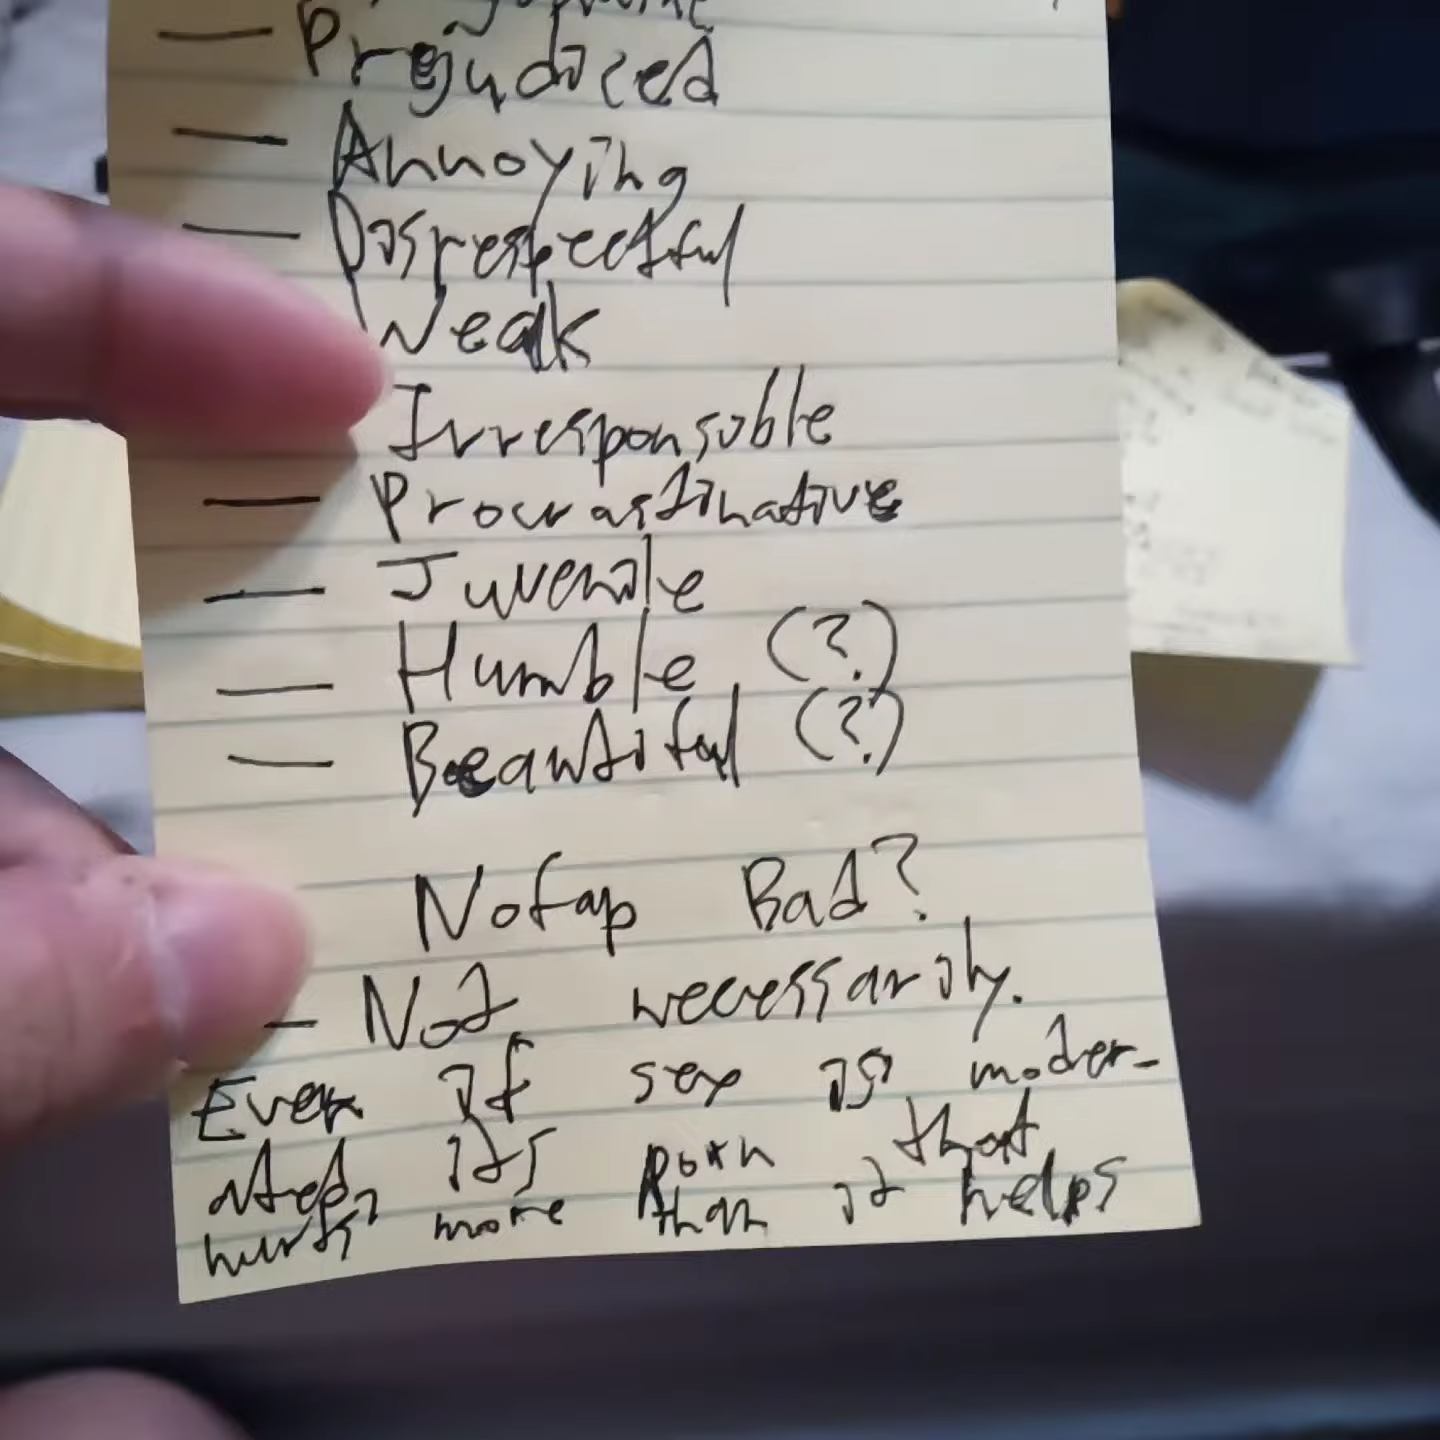 — Prejudiced
— Annoying
— Disrespectful
Weak
Irresponsible
— Procrastinative
— Juvenile
— Humble (?)
— Beautiful (?)
Nofap Bad?
— Not necessarily.
Even if sex is moder-
ated, its porn that
hurts more than it helps